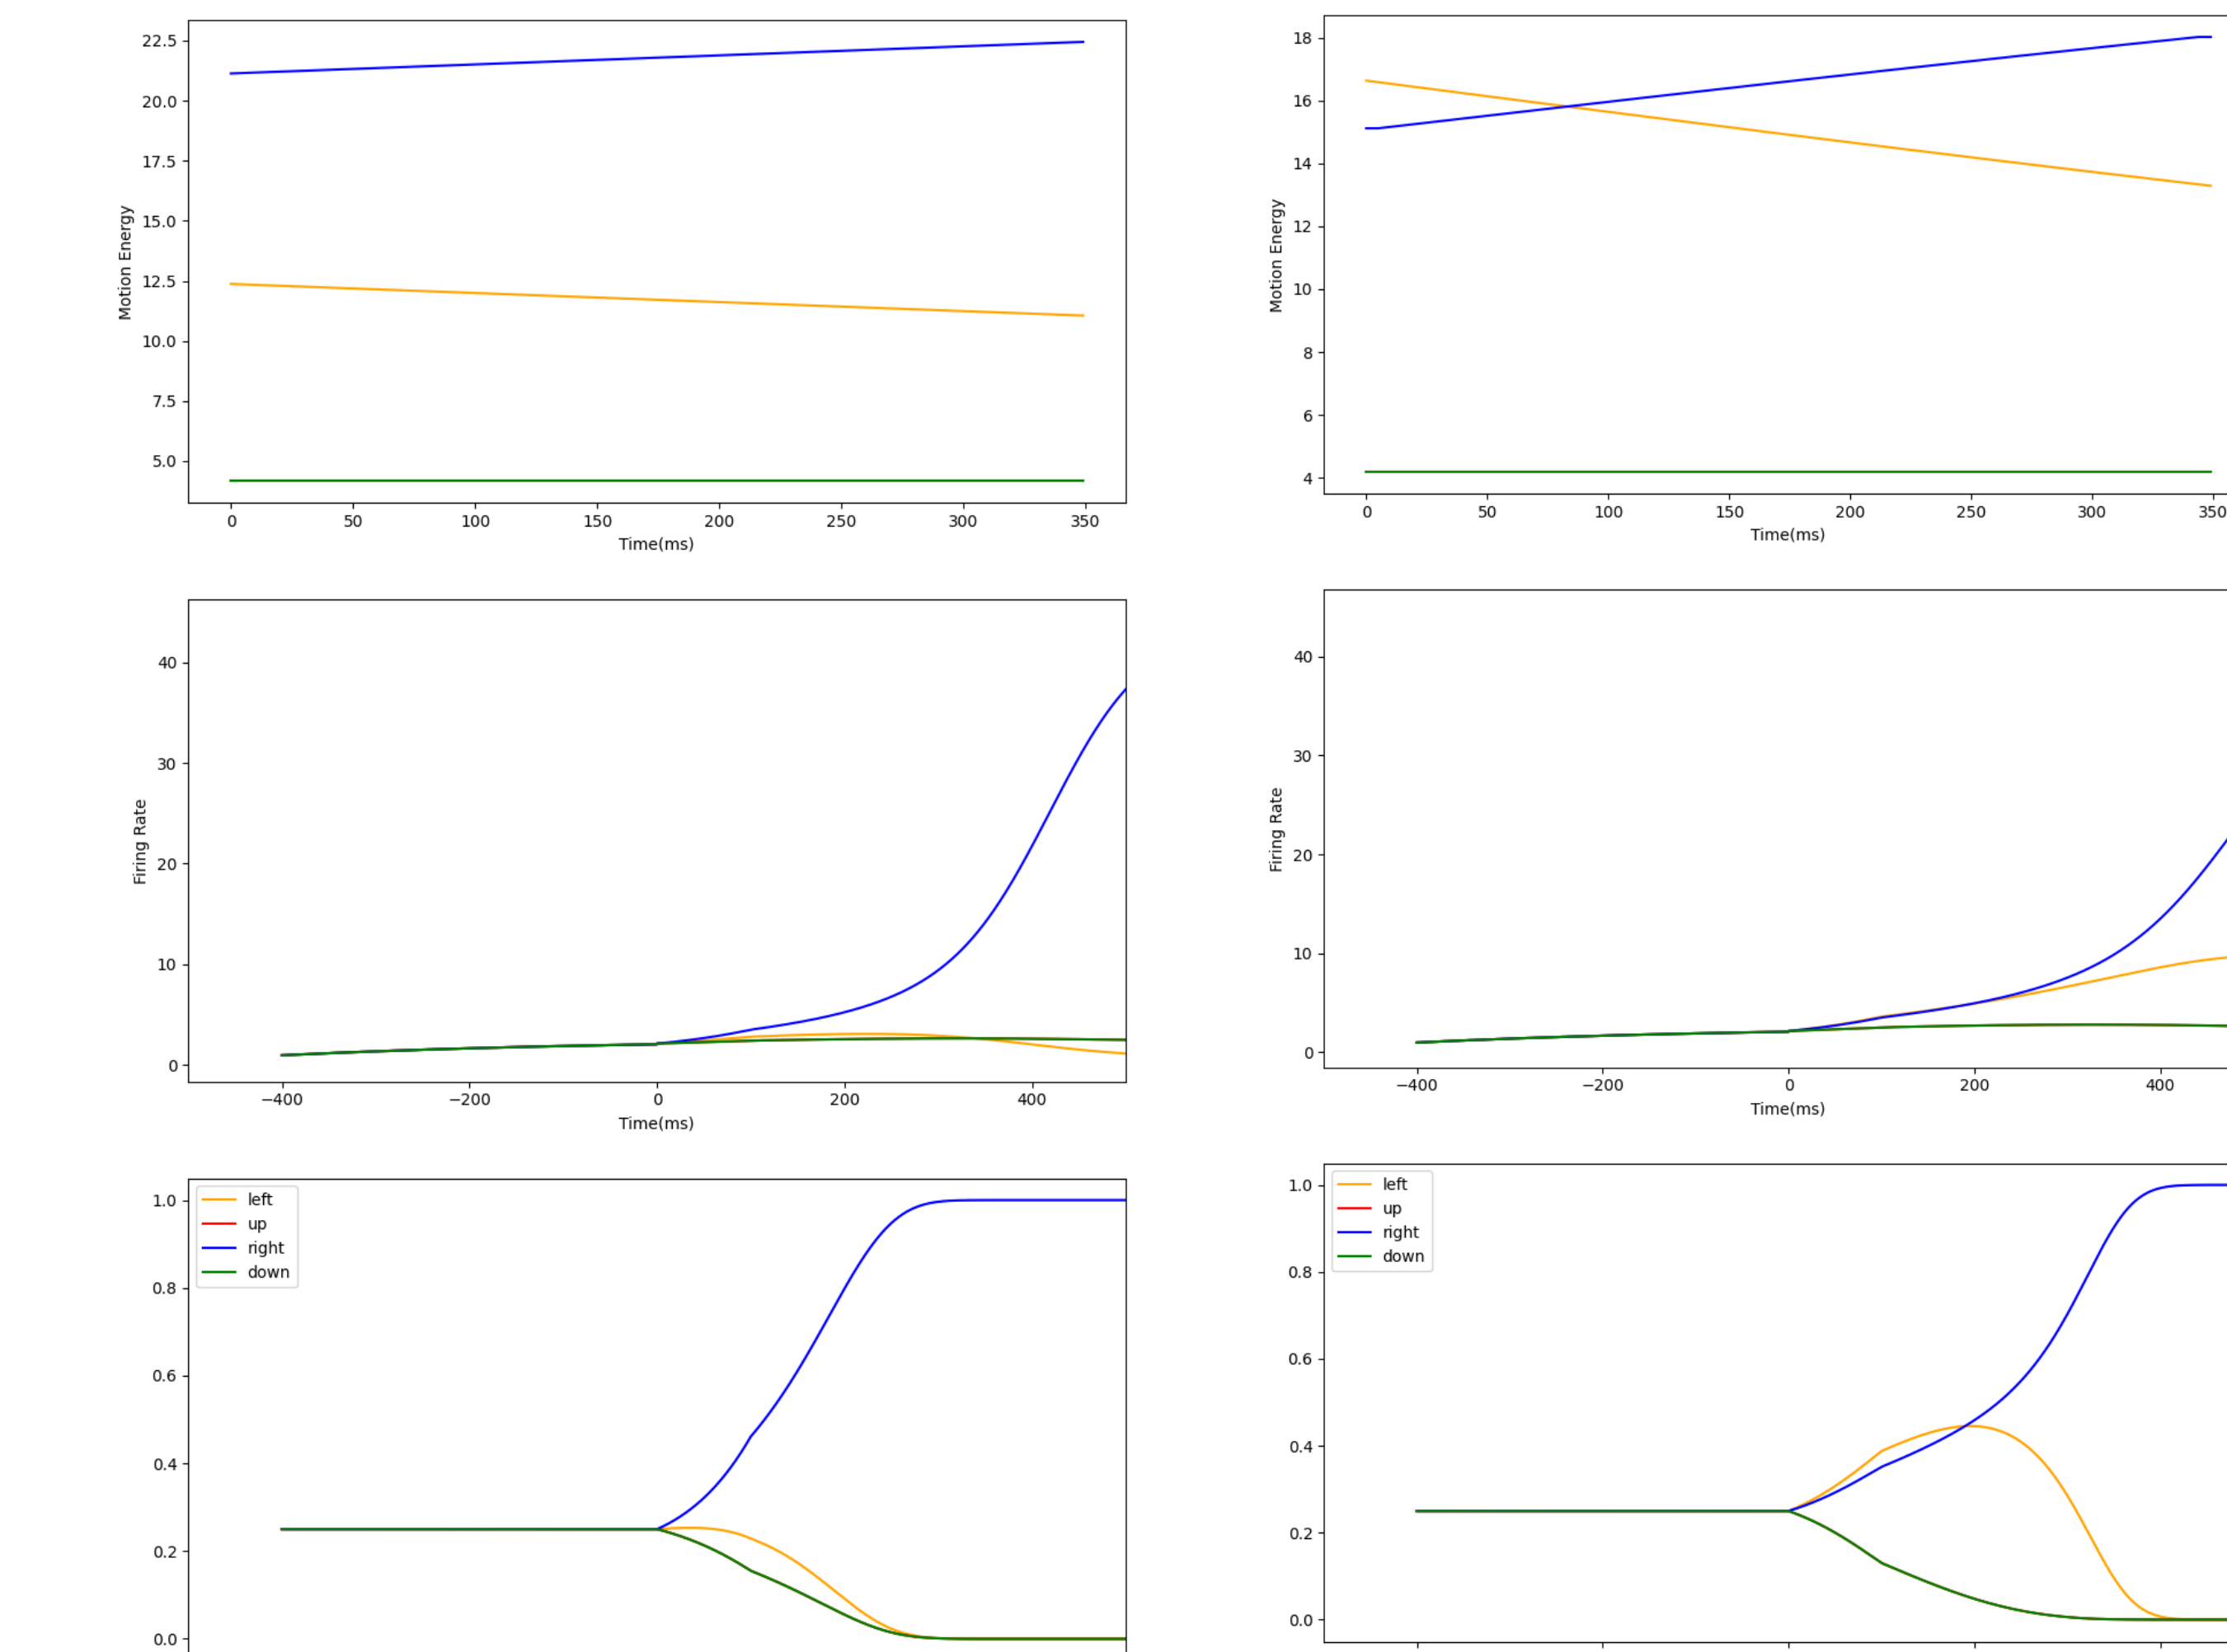 22.5
20.0
17.5
15.0
12.5
10.0
7.5
5.0
Motion Energy
0 50 100 150 200 250 300 350
Time(ms)
18
16
14
12
10
8
6
4
Motion Energy
0 50 100 150 200 250 300 350
Time(ms)
40
30
20
10
0
Firing Rate
−400 −200 0 200 400
Time(ms)
40
30
20
10
0
Firing Rate
−400 −200 0 200 400
Time(ms)
1.0
0.8
0.6
0.4
0.2
0.0
left
up
right
down
1.0
0.8
0.6
0.4
0.2
0.0
left
up
right
down